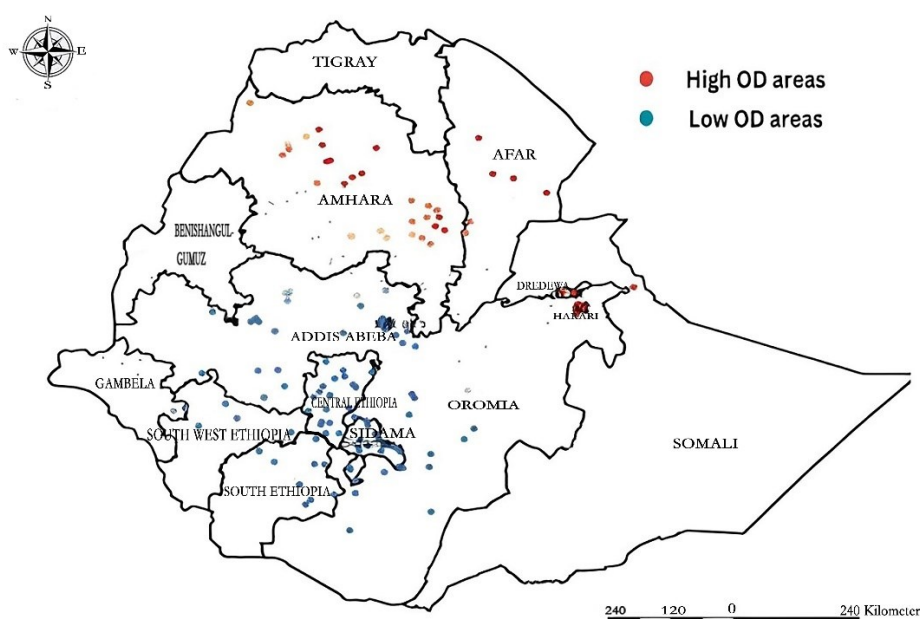 N
W E
S
TIGRAY
High OD areas
Low OD areas
AFAR
AMHARA
BENISHANGUL-
GUMUZ
DREDEWA
HARARI
ADDIS ABEBA
GAMBELA
CENTRAL ETHIOPIA
OROMIA
SOUTH WEST ETHIOPIA
SIDAMA
SOMALI
SOUTH ETHIOPIA
240 120 0 240 Kilometer